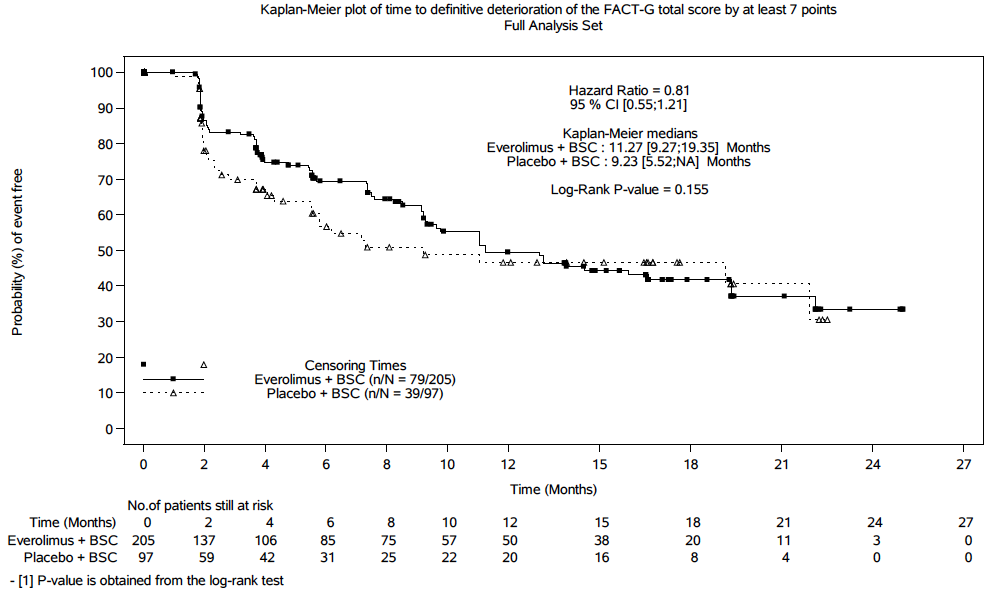 Kaplan-Meier plot of time to definitive deterioration of the FACT-G total score by at least 7 points
Full Analysis Set
Probability (%) of event free
100
90
80
70
60
50
40
30
20
10
0
Hazard Ratio = 0.81
95 % CI [0.55;1.21]
Kaplan-Meier medians
Everolimus + BSC : 11.27 [9.27;19.35] Months
Placebo + BSC : 9.23 [5.52;NA] Months
Log-Rank P-value = 0.155
Censoring Times
Everolimus + BSC (n/N = 79/205)
Placebo + BSC (n/N = 39/97)
0 2 4 6 8 10 12 15 18 21 24 27
Time (Months)
No.of patients still at risk
Time (Months) 0 2 4 6 8 10 12 15 18 21 24 27
Everolimus + BSC 205 137 106 85 75 57 50 38 20 11 3 0
Placebo + BSC 97 59 42 31 25 22 20 16 8 4 0 0
- [1] P-value is obtained from the log-rank test